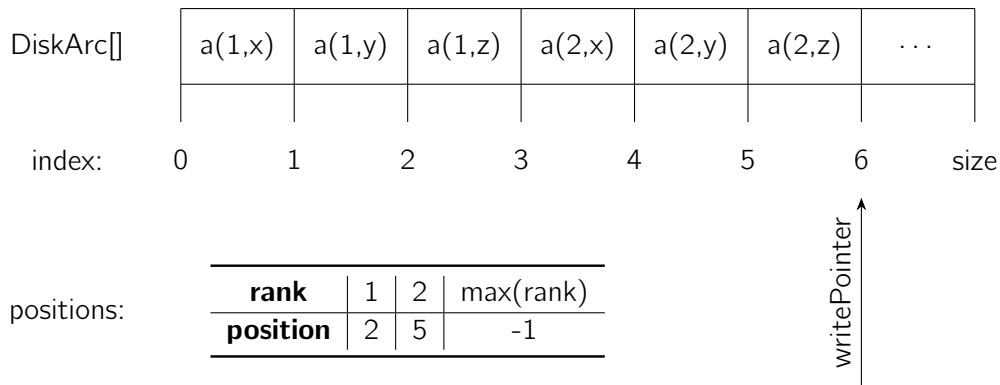 DiskArc[] a(1,x) a(1,y) a(1,z) a(2,x) a(2,y) a(2,z) · · ·
index: 0 1 2 3 4 5 6 size
writePointer
positions:
rank 1 2 max(rank)
position 2 5 -1